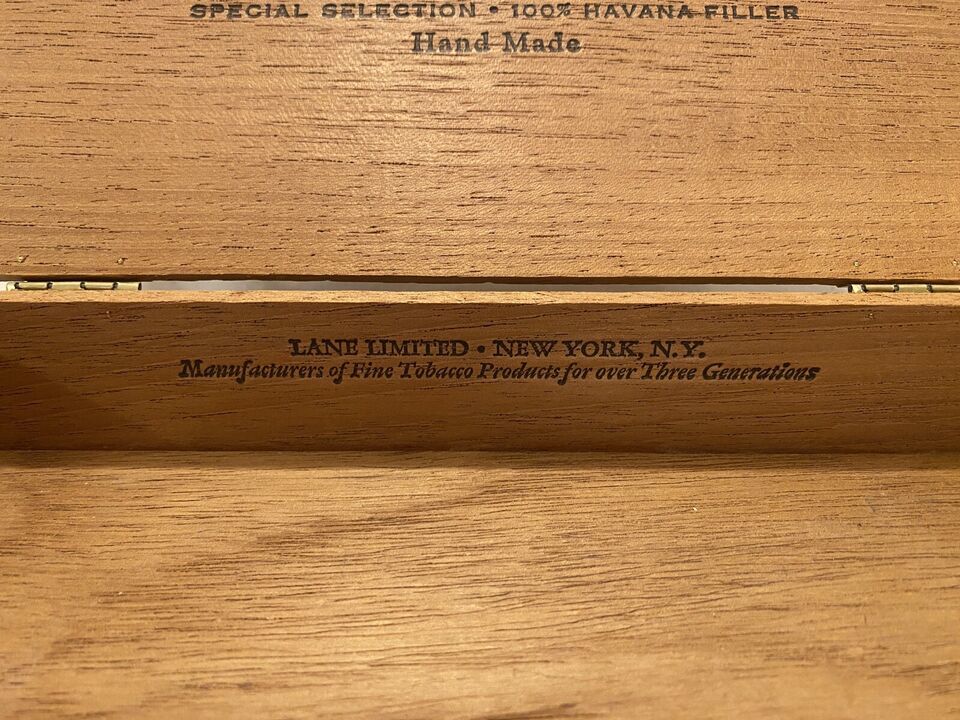 SPECIAL SELECTION • 100% HAVANA FILLER
Hand Made
LANE LIMITED • NEW YORK, N.Y.
Manufacturers of Fine Tobacco Products for over Three Generations